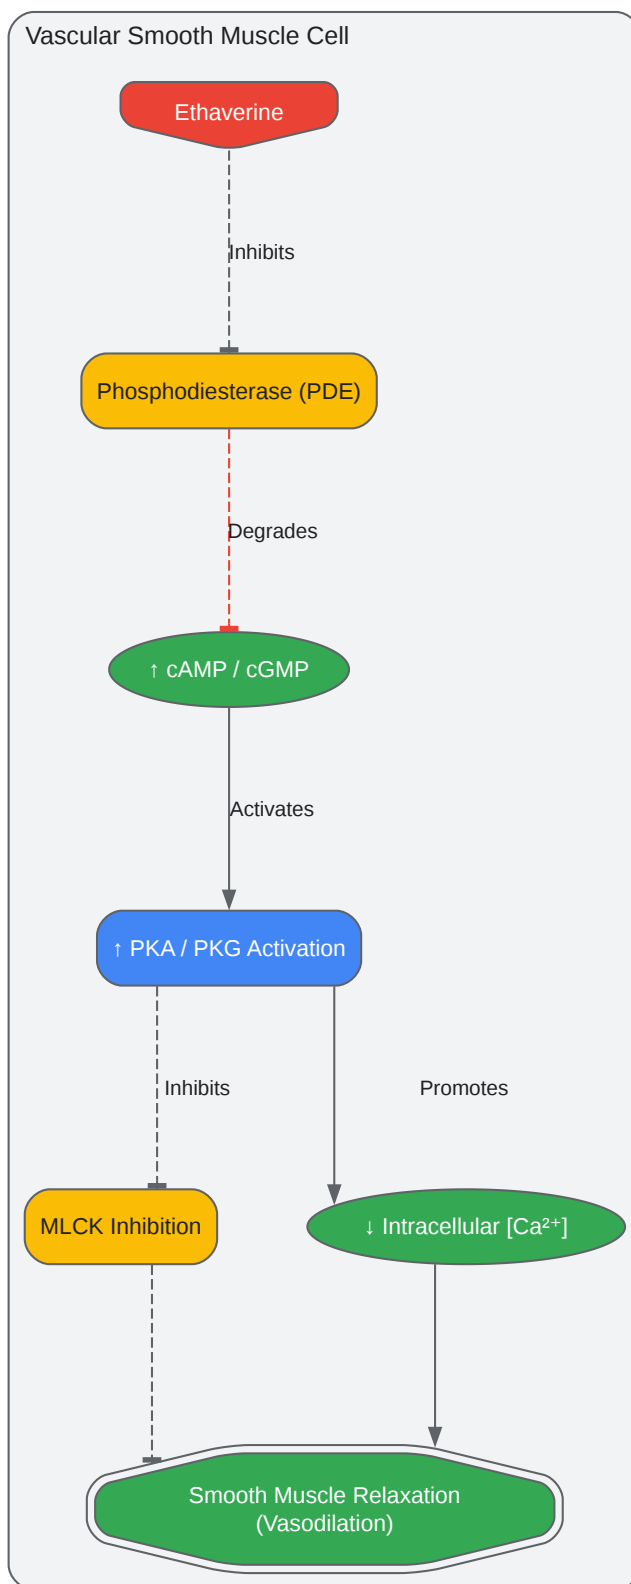 Vascular Smooth Muscle Cell
Ethaverine
Inhibits
Phosphodiesterase (PDE)
Degrades
↑ cAMP / cGMP
Activates
↑ PKA / PKG Activation
Inhibits
Promotes
MLCK Inhibition
↓ Intracellular [Ca²⁺]
Smooth Muscle Relaxation
(Vasodilation)